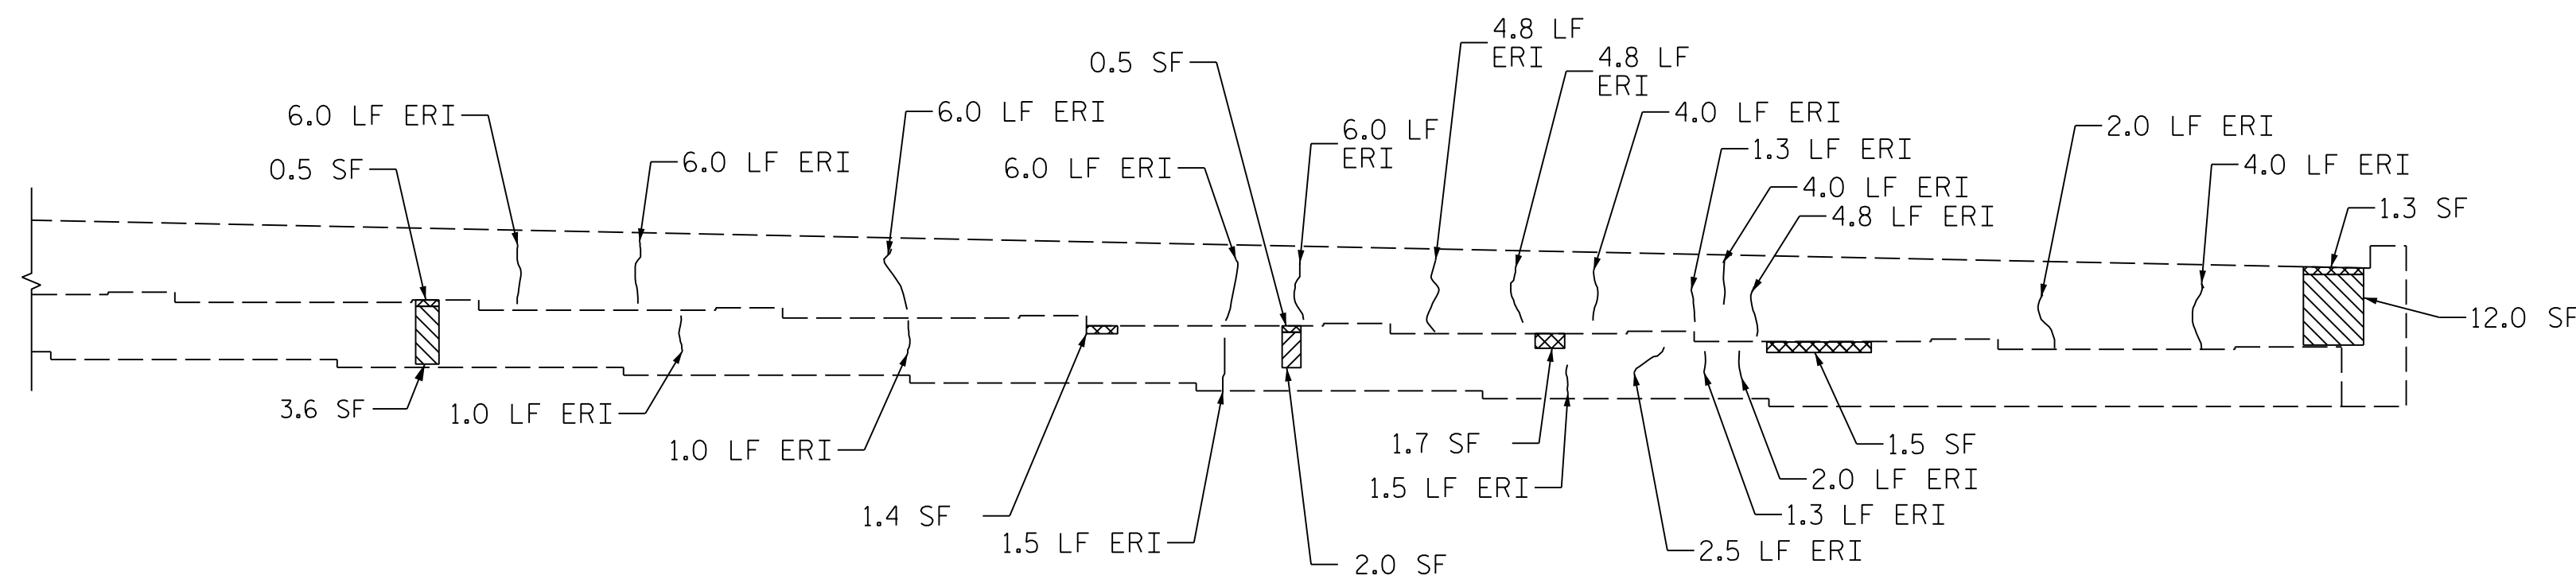 4.8 LF
ERI
4.8 LF
ERI
0.5 SF
6.0 LF ERI
6.0 LF ERI
4.0 LF ERI
2.0 LF ERI
6.0 LF
ERI
1.3 LF ERI
0.5 SF
6.0 LF ERI
6.0 LF ERI
4.0 LF ERI
4.0 LF ERI
4.8 LF ERI
1.3 SF
12.0 SF
3.6 SF
1.0 LF ERI
1.0 LF ERI
1.7 SF
1.5 SF
1.5 LF ERI
2.0 LF ERI
1.4 SF
1.3 LF ERI
1.5 LF ERI
2.5 LF ERI
2.0 SF